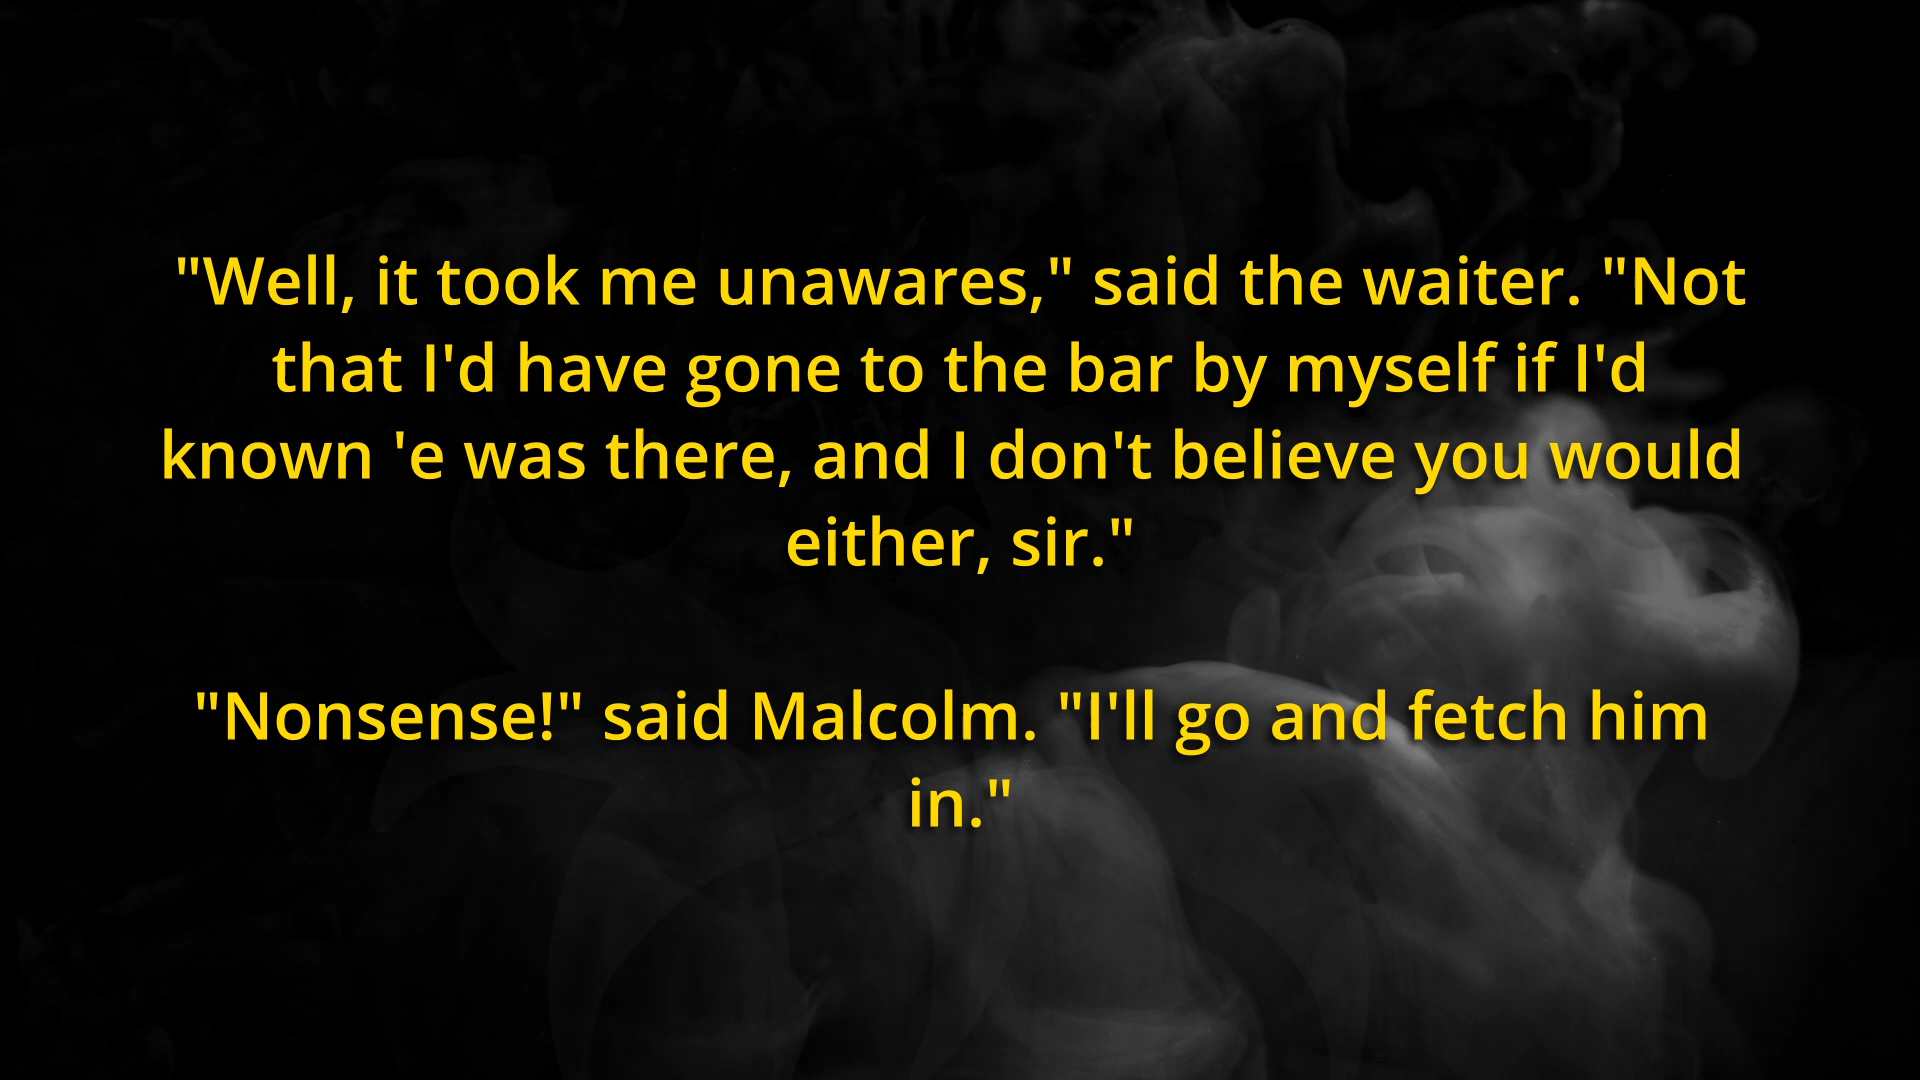 "Well, it took me unawares," said the waiter. "Not
that I'd have gone to the bar by myself if I'd
known 'e was there, and I don't believe you would
either, sir."
"Nonsense!" said Malcolm. "I'll go and fetch him
in."